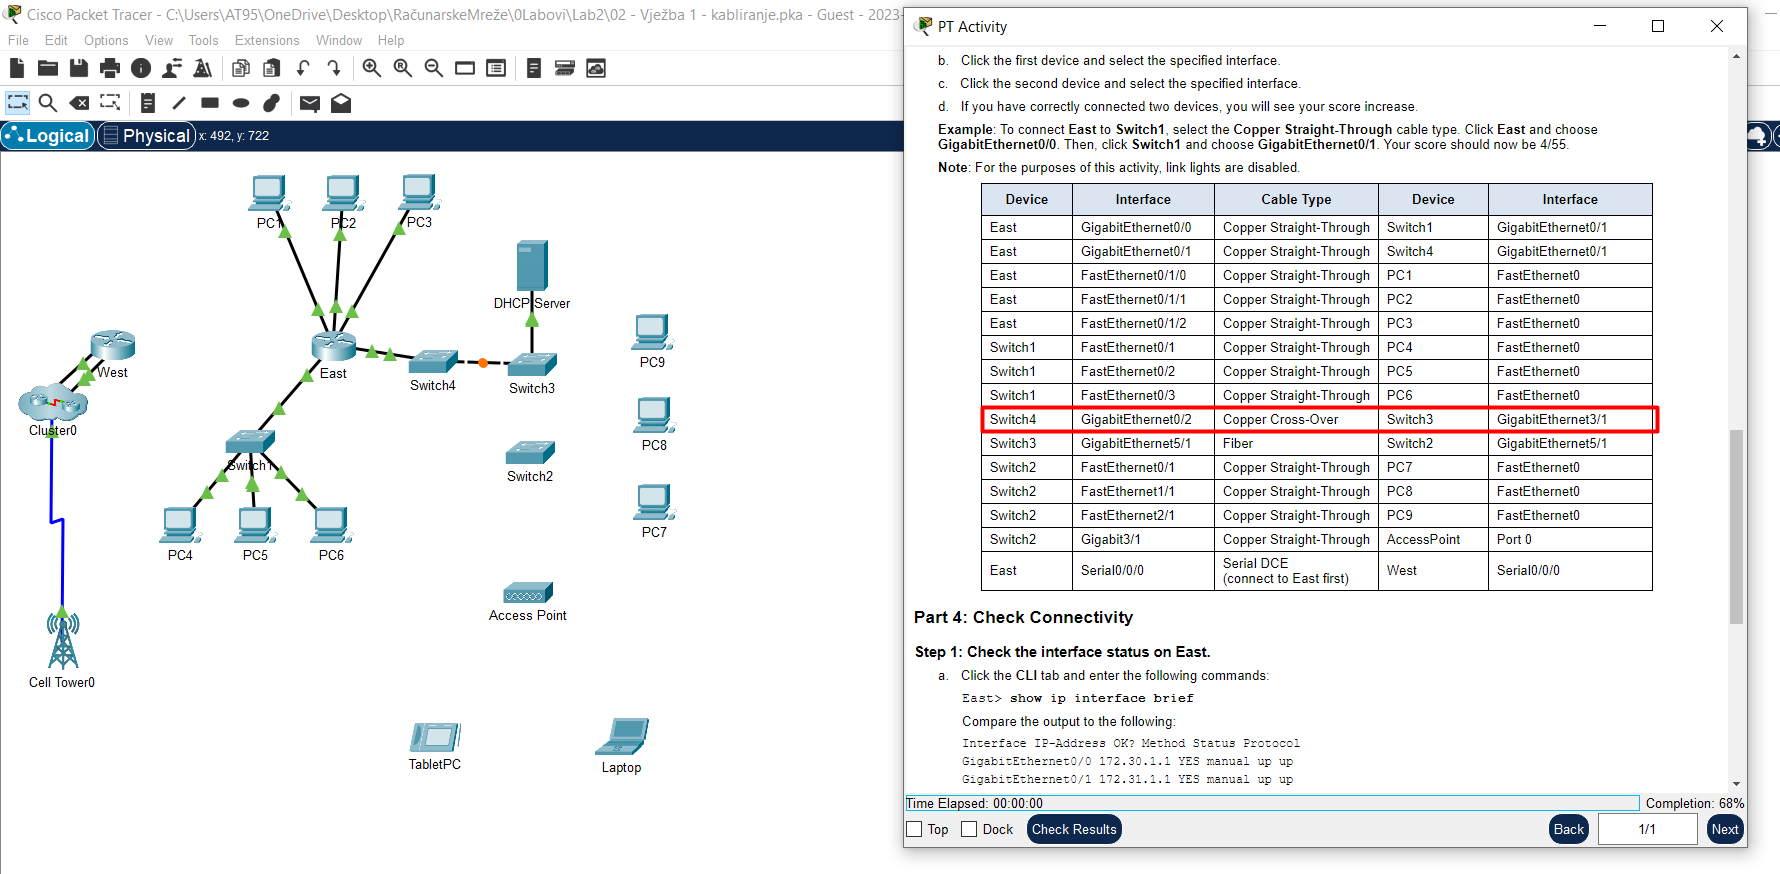 Cisco Packet Tracer - C:\Users\AT95\OneDrive\Desktop\RačunarskeMreže\0Labovi\Lab2\02 - Vježba 1 - kabliranje.pka - Guest - 2023-
File Edit Options View Tools Extensions Window Help
Logical Physical x: 492, y: 722
PC1 PC2 PC3
DHCP Server
West East Switch4 Switch3 PC9
Cluster0
Switch1 Switch2 PC8
PC7
PC4 PC5 PC6
Access Point
Cell Tower0
TabletPC Laptop
PT Activity
b. Click the first device and select the specified interface.
c. Click the second device and select the specified interface.
d. If you have correctly connected two devices, you will see your score increase.
Example: To connect East to Switch1, select the Copper Straight-Through cable type. Click East and choose
GigabitEthernet0/0. Then, click Switch1 and choose GigabitEthernet0/1. Your score should now be 4/55.
Note: For the purposes of this activity, link lights are disabled.
Device Interface Cable Type Device Interface
East GigabitEthernet0/0 Copper Straight-Through Switch1 GigabitEthernet0/1
East GigabitEthernet0/1 Copper Straight-Through Switch4 GigabitEthernet0/1
East FastEthernet0/1/0 Copper Straight-Through PC1 FastEthernet0
East FastEthernet0/1/1 Copper Straight-Through PC2 FastEthernet0
East FastEthernet0/1/2 Copper Straight-Through PC3 FastEthernet0
Switch1 FastEthernet0/1 Copper Straight-Through PC4 FastEthernet0
Switch1 FastEthernet0/2 Copper Straight-Through PC5 FastEthernet0
Switch1 FastEthernet0/3 Copper Straight-Through PC6 FastEthernet0
Switch4 GigabitEthernet0/2 Copper Cross-Over Switch3 GigabitEthernet3/1
Switch3 GigabitEthernet5/1 Fiber Switch2 GigabitEthernet5/1
Switch2 FastEthernet0/1 Copper Straight-Through PC7 FastEthernet0
Switch2 FastEthernet1/1 Copper Straight-Through PC8 FastEthernet0
Switch2 FastEthernet2/1 Copper Straight-Through PC9 FastEthernet0
Switch2 Gigabit3/1 Copper Straight-Through AccessPoint Port 0
East Serial0/0/0 Serial DCE
(connect to East first) West Serial0/0/0
Part 4: Check Connectivity
Step 1: Check the interface status on East.
a. Click the CLI tab and enter the following commands:
East> show ip interface brief
Compare the output to the following:
Interface IP-Address OK? Method Status Protocol
GigabitEthernet0/0 172.30.1.1 YES manual up up
GigabitEthernet0/1 172.31.1.1 YES manual up up
Time Elapsed: 00:00:00 Completion: 68%
Top Dock Check Results Back 1/1 Next